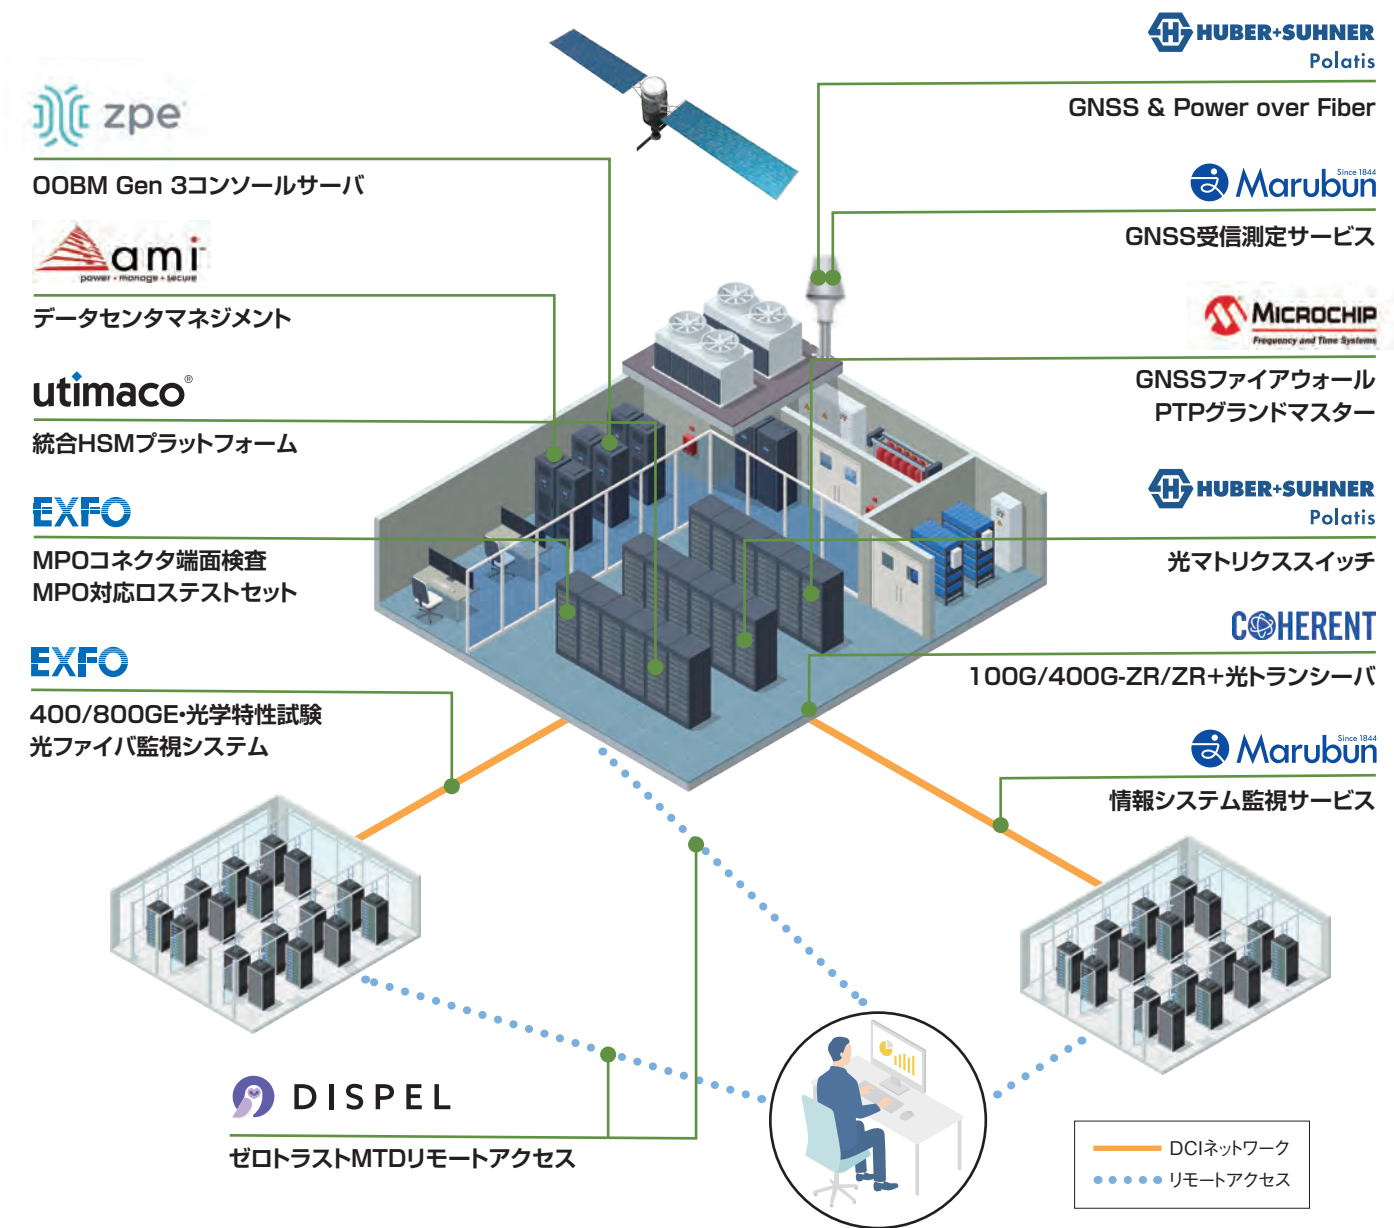 zpe
OOBM Gen 3コンソールサーバ
ami
power • manage • secure
データセンタマネジメント
utimaco®
統合HSMプラットフォーム
EXFO
MPOコネクタ端面検査
MPO対応ロステストセット
EXFO
400/800GE・光学特性試験
光ファイバ監視システム
HUBER+SUHNER
Polatis
GNSS & Power over Fiber
Since 1844
Marubun
GNSS受信測定サービス
MICROCHIP
Frequency and Time Systems
GNSSファイアウォール
PTPグランドマスター
HUBER+SUHNER
Polatis
光マトリクススイッチ
COHERENT
100G/400G-ZR/ZR+光トランシーバ
Since 1844
Marubun
情報システム監視サービス
DISPEL
ゼロトラストMTDリモートアクセス
DCIネットワーク
リモートアクセス